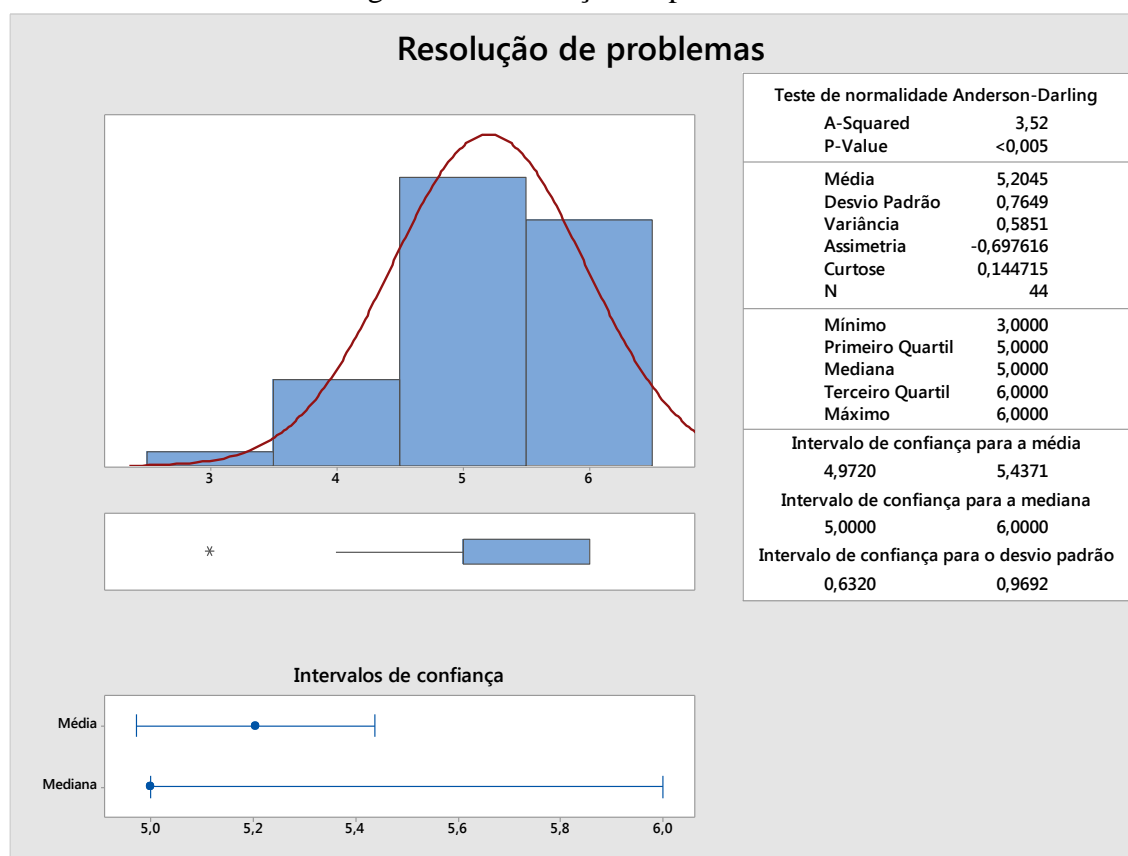 Resolução de problemas
3 4 5 6
Intervalos de confiança
Média
Mediana
5,0 5,2 5,4 5,6 5,8 6,0
Teste de normalidade Anderson-Darling
A-Squared 3,52
P-Value <0,005
Média 5,2045
Desvio Padrão 0,7649
Variância 0,5851
Assimetria -0,697616
Curtose 0,144715
N 44
Mínimo 3,0000
Primeiro Quartil 5,0000
Mediana 5,0000
Terceiro Quartil 6,0000
Máximo 6,0000
Intervalo de confiança para a média
4,9720 5,4371
Intervalo de confiança para a mediana
5,0000 6,0000
Intervalo de confiança para o desvio padrão
0,6320 0,9692